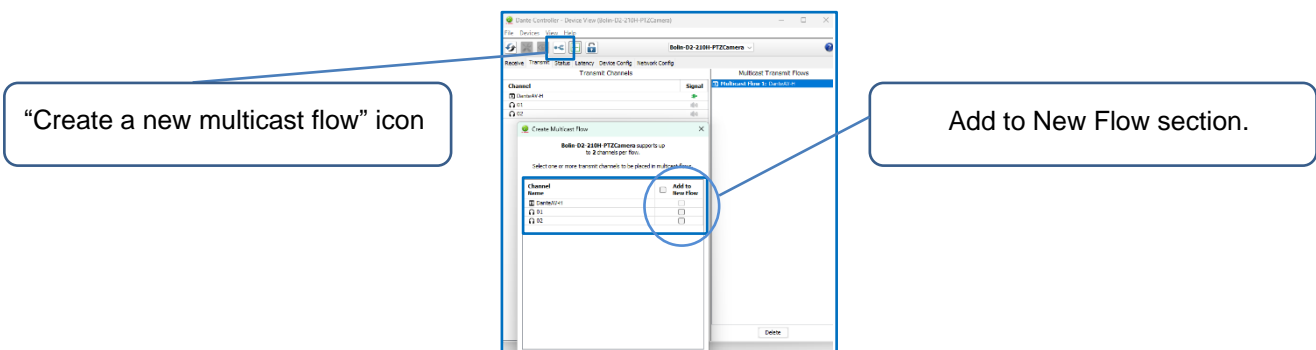 Dante Controller - Device View (Bolin-D2-210H-PTZCamera)
File Devices View Help
Bolin-D2-210H-PTZCamera
Receive Transmit Status Latency Device Config Network Config
Transmit Channels
Multicast Transmit Flows
Channel Signal
Multicast Flow 1: DanteAV-H
DanteAV-H
01
02
“Create a new multicast flow” icon
Add to New Flow section.
Create Multicast Flow
Bolin-D2-210H-PTZCamera supports up
to 2 channels per flow.
Select one or more transmit channels to be placed in multicast flows.
Channel
Name
Add to
New Flow
DanteAV-H
01
02
Delete